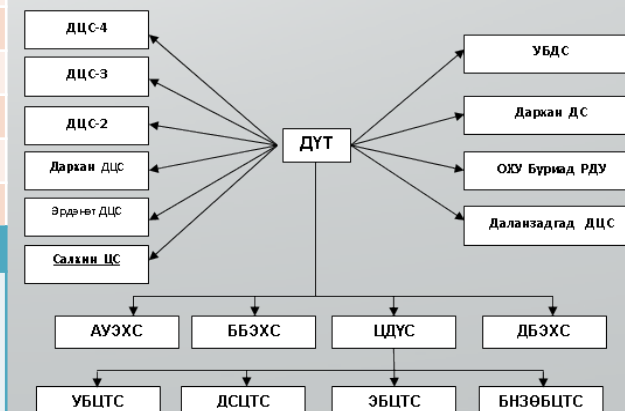 ДЦС-4
ДЦС-3
ДЦС-2
Дархан ДЦС
Эрдэнэт ДЦС
Салхин ЦС
ДҮТ
УБДС
Дархан ДС
ОХУ Буриад РДУ
Даланзадгад ДЦС
АУЭХС
ББЭХС
ЦДҮС
ДБЭХС
УБЦТС
ДСЦТС
ЭБЦТС
БНЗӨБЦТС